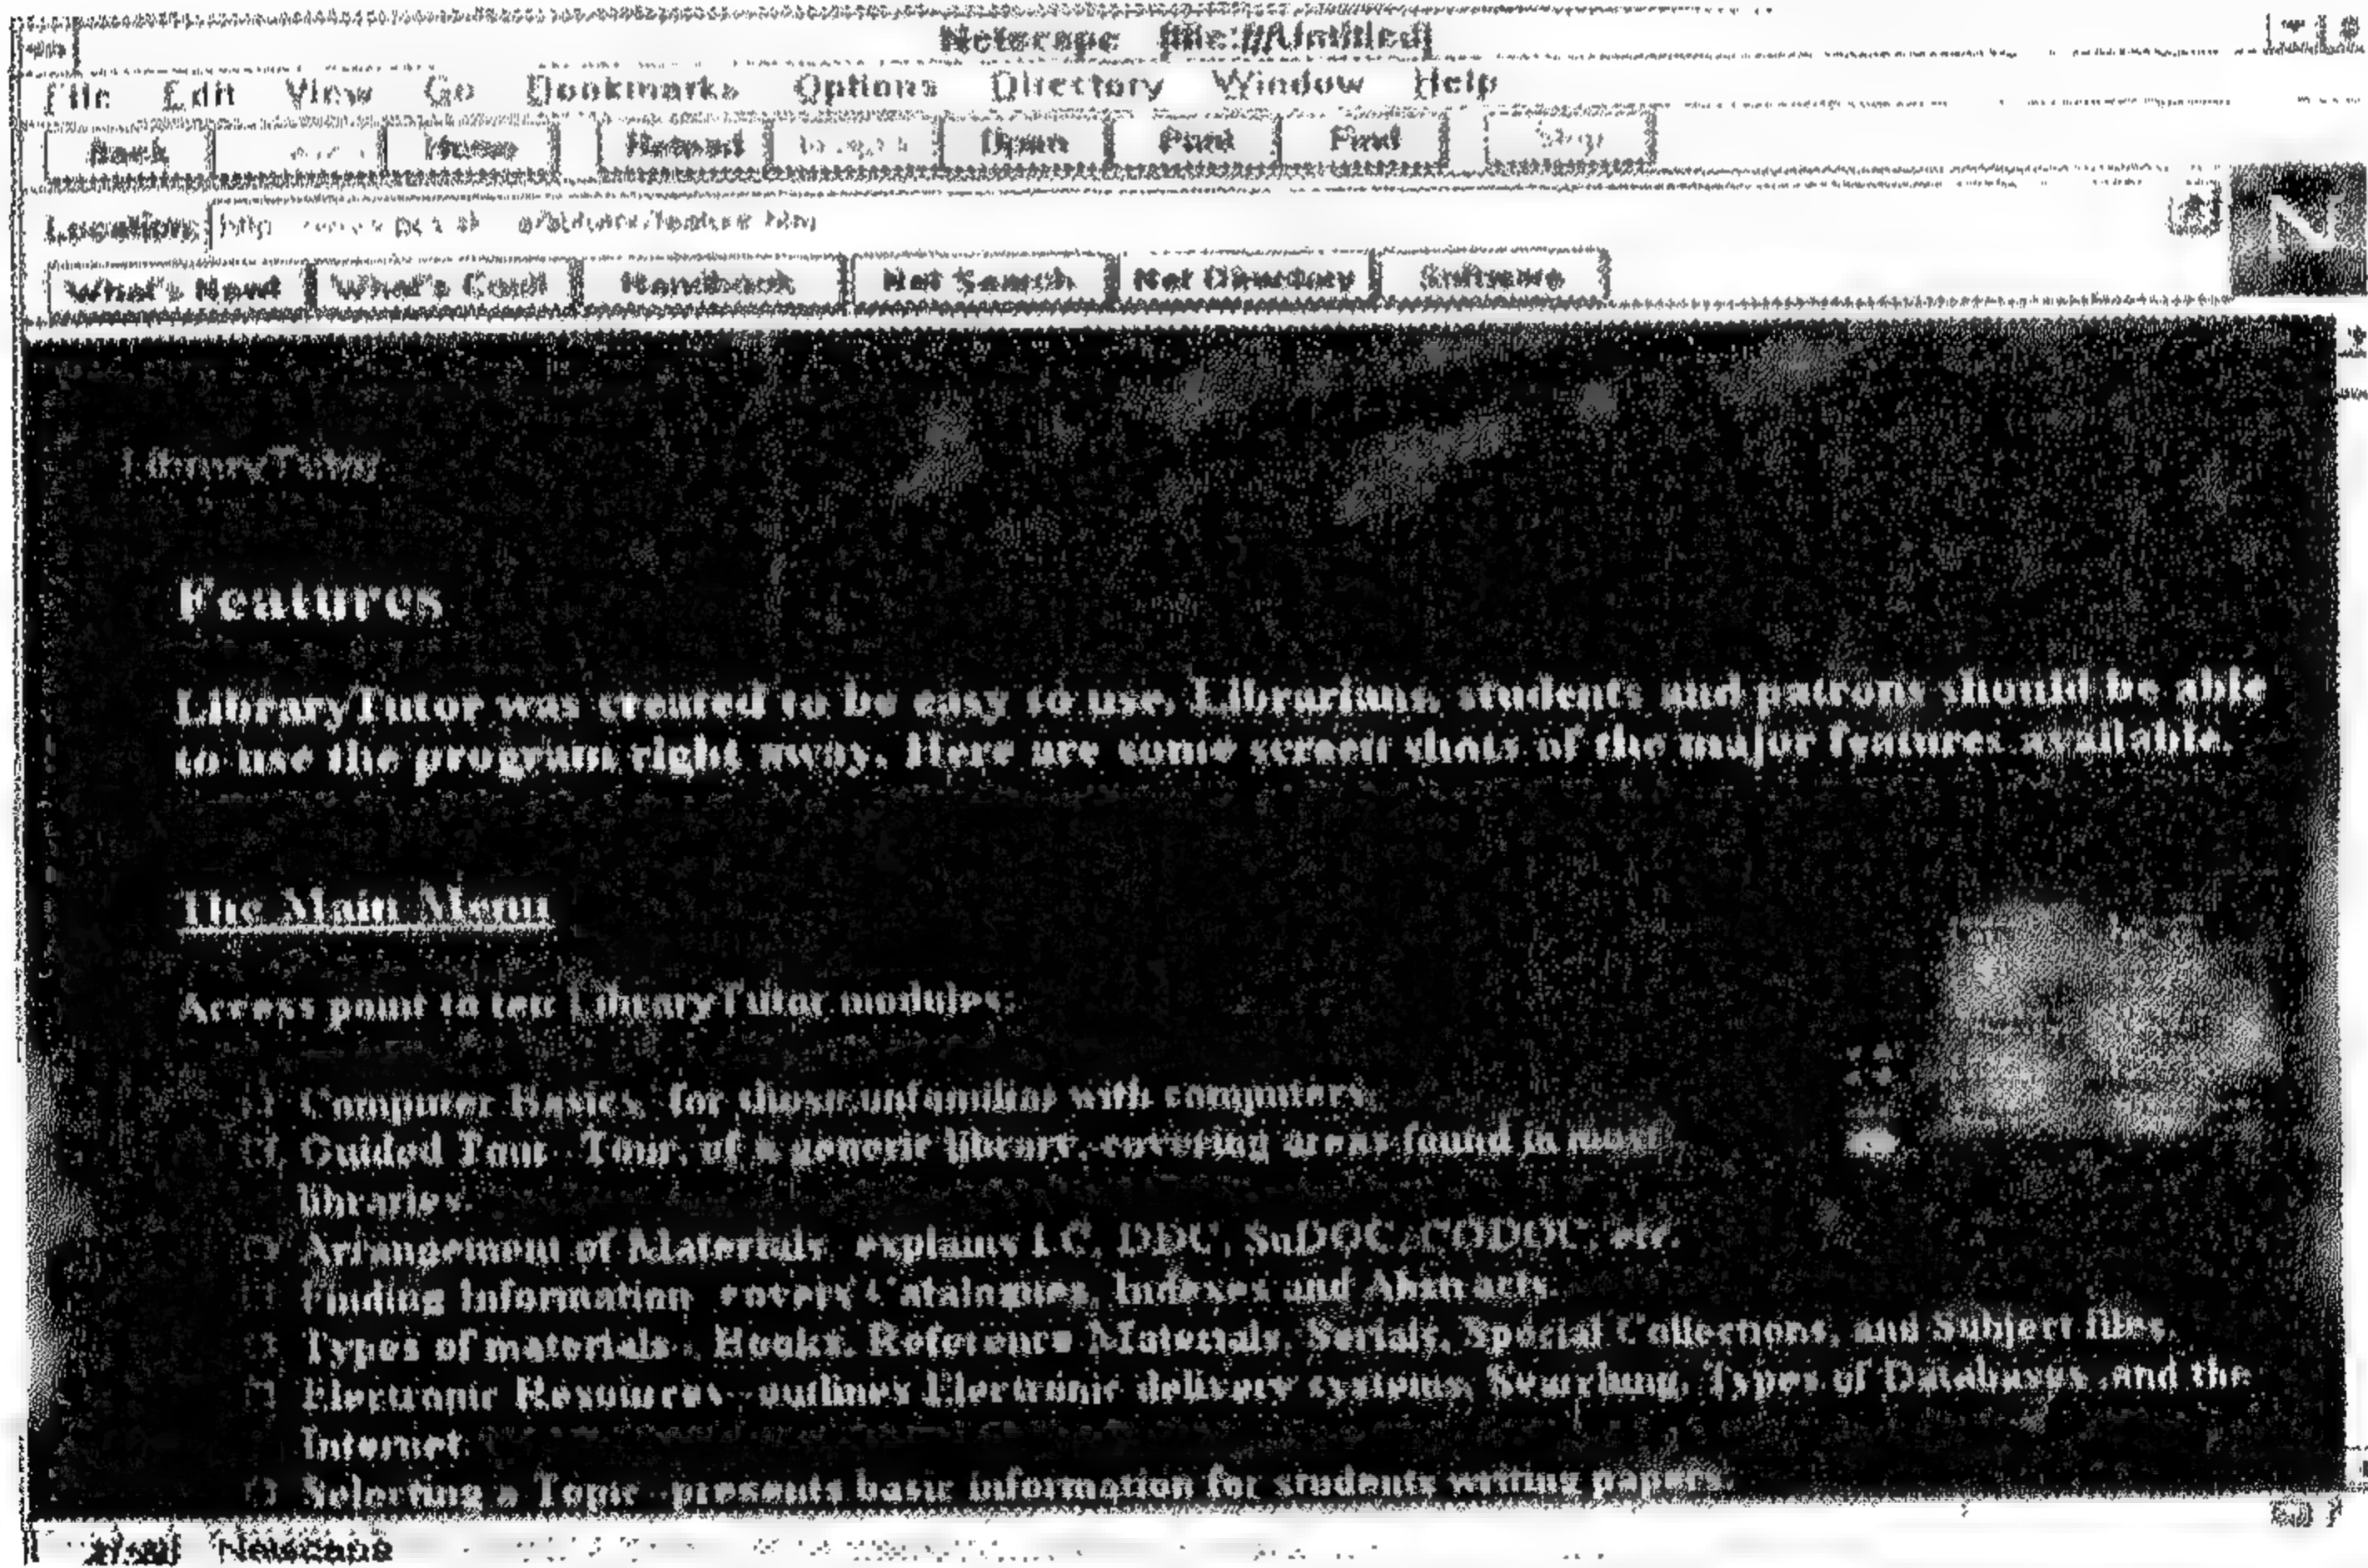 Netscape [file:///Untitled]
File Edit View Go Bookmarks Options Directory Window Help
Back Home Reload Open Print Find Stop
Location: http
What's New! What's Cool! Handbook Net Search Net Directory Software
LibraryTutor
Features
LibraryTutor was created to be easy to use. Librarians, students and patrons should be able
to use the program right away. Here are some screen shots of the major features available.
The Main Menu
Access point to ten LibraryTutor modules:
Computer Basics for those unfamiliar with computers.
Guided Tour Tour, of a generic library, covering areas found in most
libraries.
Arrangement of Materials explains LC, DDC, SuDOC, CODOC, etc.
Finding Information covers Catalogues, Indexes and Abstracts.
Types of materials Books, Reference Materials, Serials, Special Collections, and Subject files.
Electronic Resources outlines Electronic delivery systems, Searching, Types of Databases and the
Internet
Selecting a Topic presents basic information for students writing papers.
Netscape